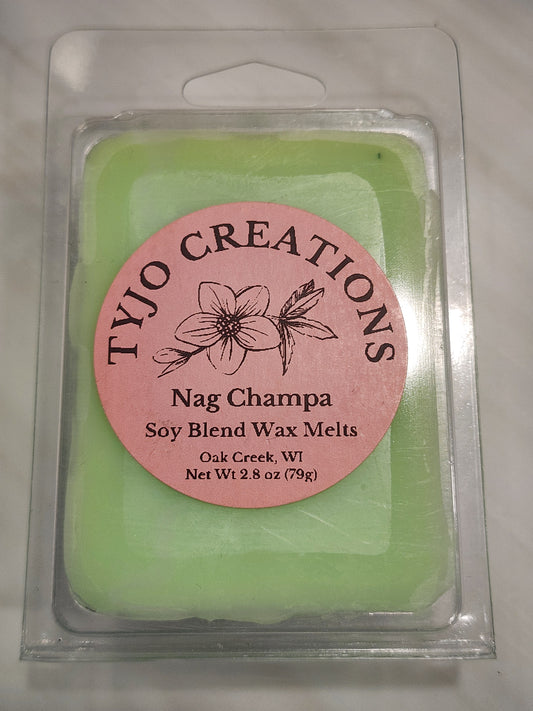 TYJO CREATIONS
Nag Champa
Soy Blend Wax Melts
Oak Creek, WI
Net Wt 2.8 oz (79g)